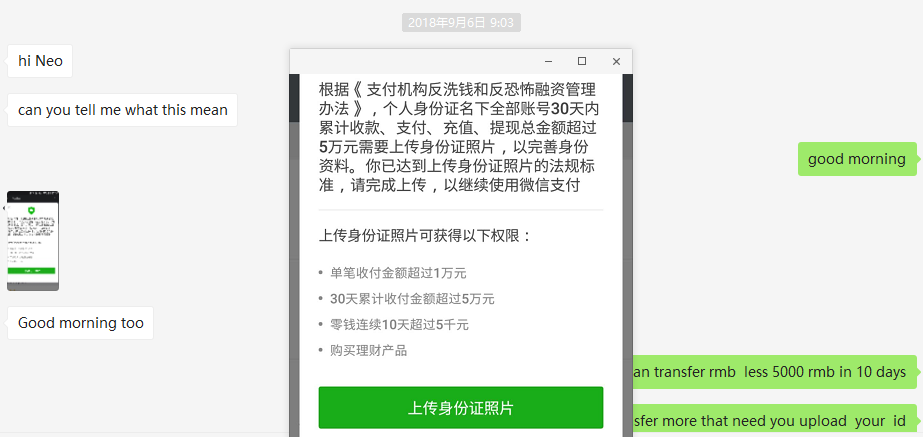 2018年9月6日 9:03
hi Neo
can you tell me what this mean
good morning
根据《支付机构反洗钱和反恐怖融资管理
办法》，个人身份证名下全部账号30天内
累计收款、支付、充值、提现总金额超过
5万元需要上传身份证照片，以完善身份
资料。你已达到上传身份证照片的法规标
准，请完成上传，以继续使用微信支付
上传身份证照片可获得以下权限：
• 单笔收付金额超过1万元
• 30天累计收付金额超过5万元
• 零钱连续10天超过5千元
• 购买理财产品
上传身份证照片
Good morning too
an transfer rmb less 5000 rmb in 10 days
sfer more that need you upload your id